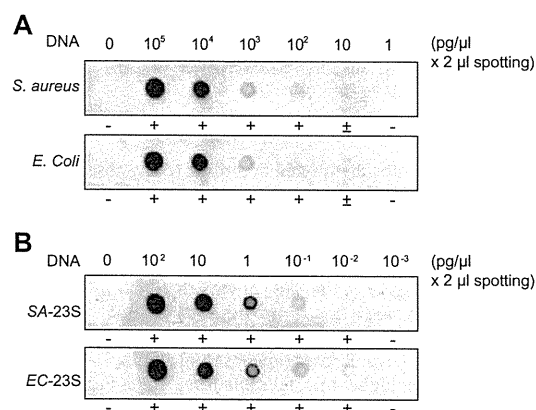 A
DNA 0 10⁵ 10⁴ 10³ 10² 10 1 (pg/µl
x 2 µl spotting)
S. aureus
- + + + + ± -
E. Coli
- + + + + ± -
B
DNA 0 10² 10 1 10⁻¹ 10⁻² 10⁻³ (pg/µl
x 2 µl spotting)
SA-23S
- + + + + + -
EC-23S
- + + + + + -